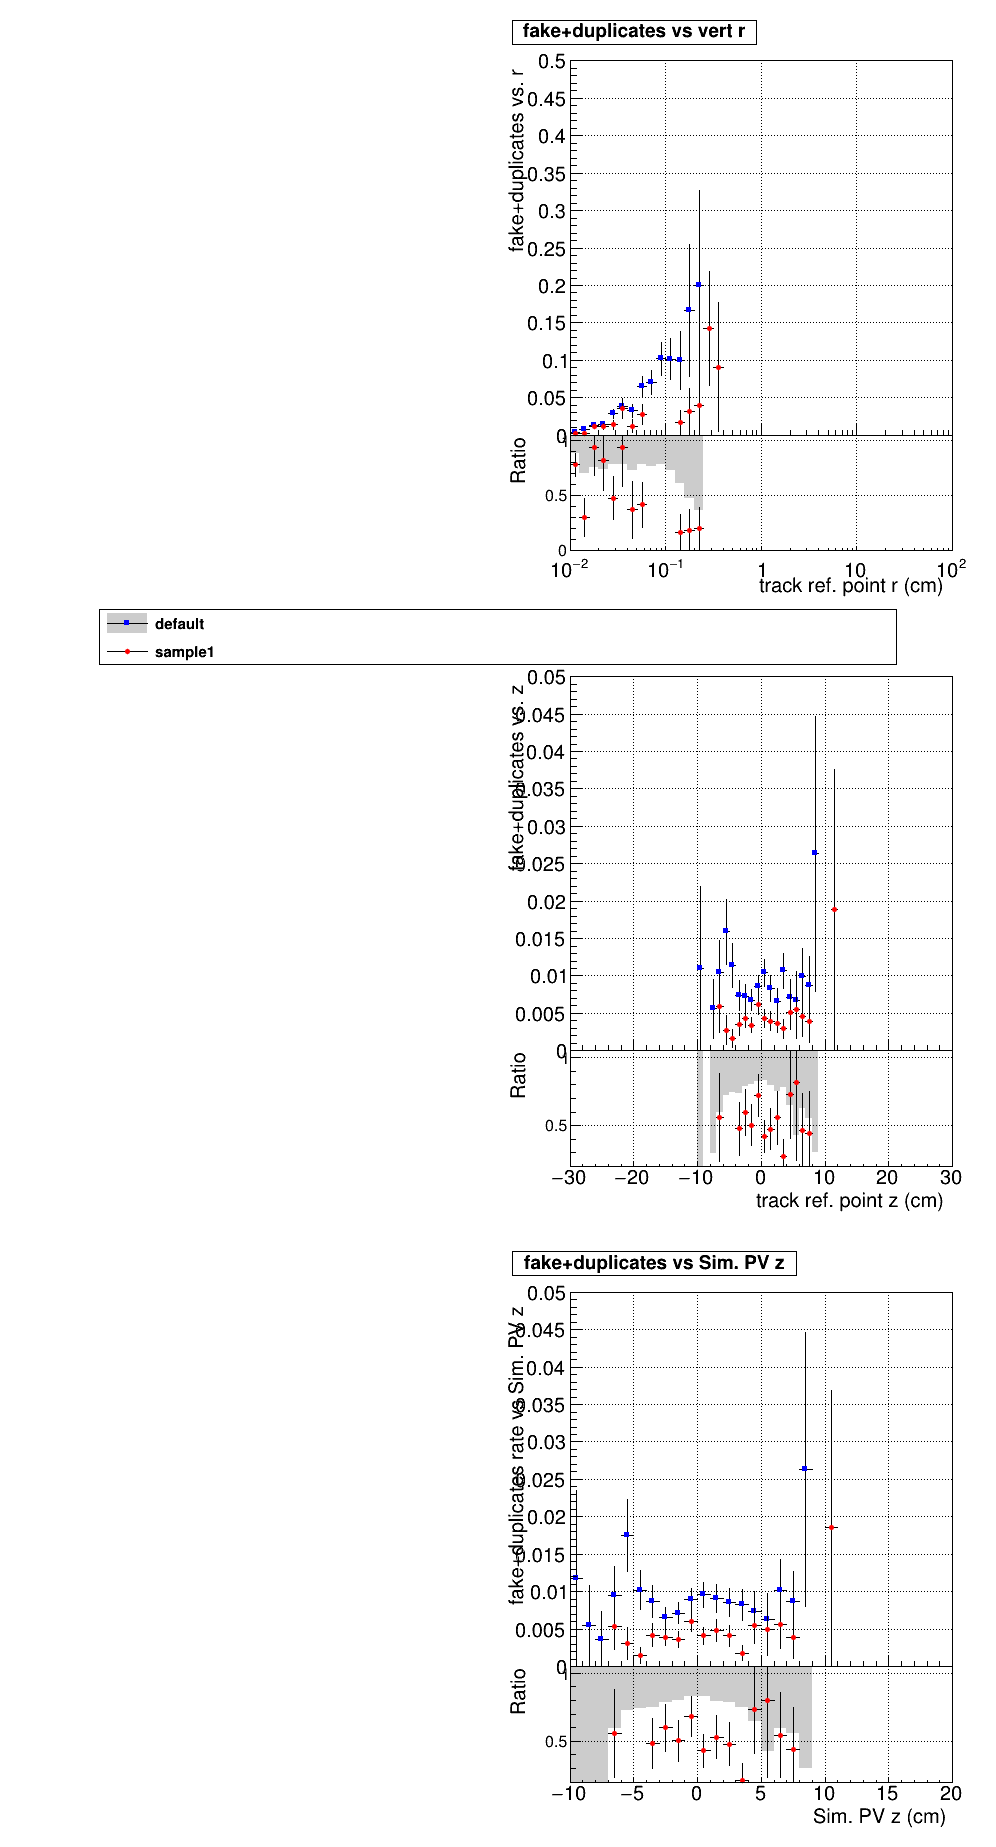 fake+duplicates vs vert r
fake+duplicates vs. r
0.5
0.45
0.4
0.35
0.3
0.25
0.2
0.15
0.1
0.05
0
Ratio
1
0.5
0
10⁻² 10⁻¹ 1 10 10²
track ref. point r (cm)
default
sample1
fake+duplicates vs. z
0.05
0.045
0.04
0.035
0.03
0.025
0.02
0.015
0.01
0.005
0
Ratio
1
0.5
−30 −20 −10 0 10 20 30
track ref. point z (cm)
fake+duplicates vs Sim. PV z
fake+duplicates rate vs Sim. PV z
0.05
0.045
0.04
0.035
0.03
0.025
0.02
0.015
0.01
0.005
0
Ratio
1
0.5
−10 −5 0 5 10 15 20
Sim. PV z (cm)